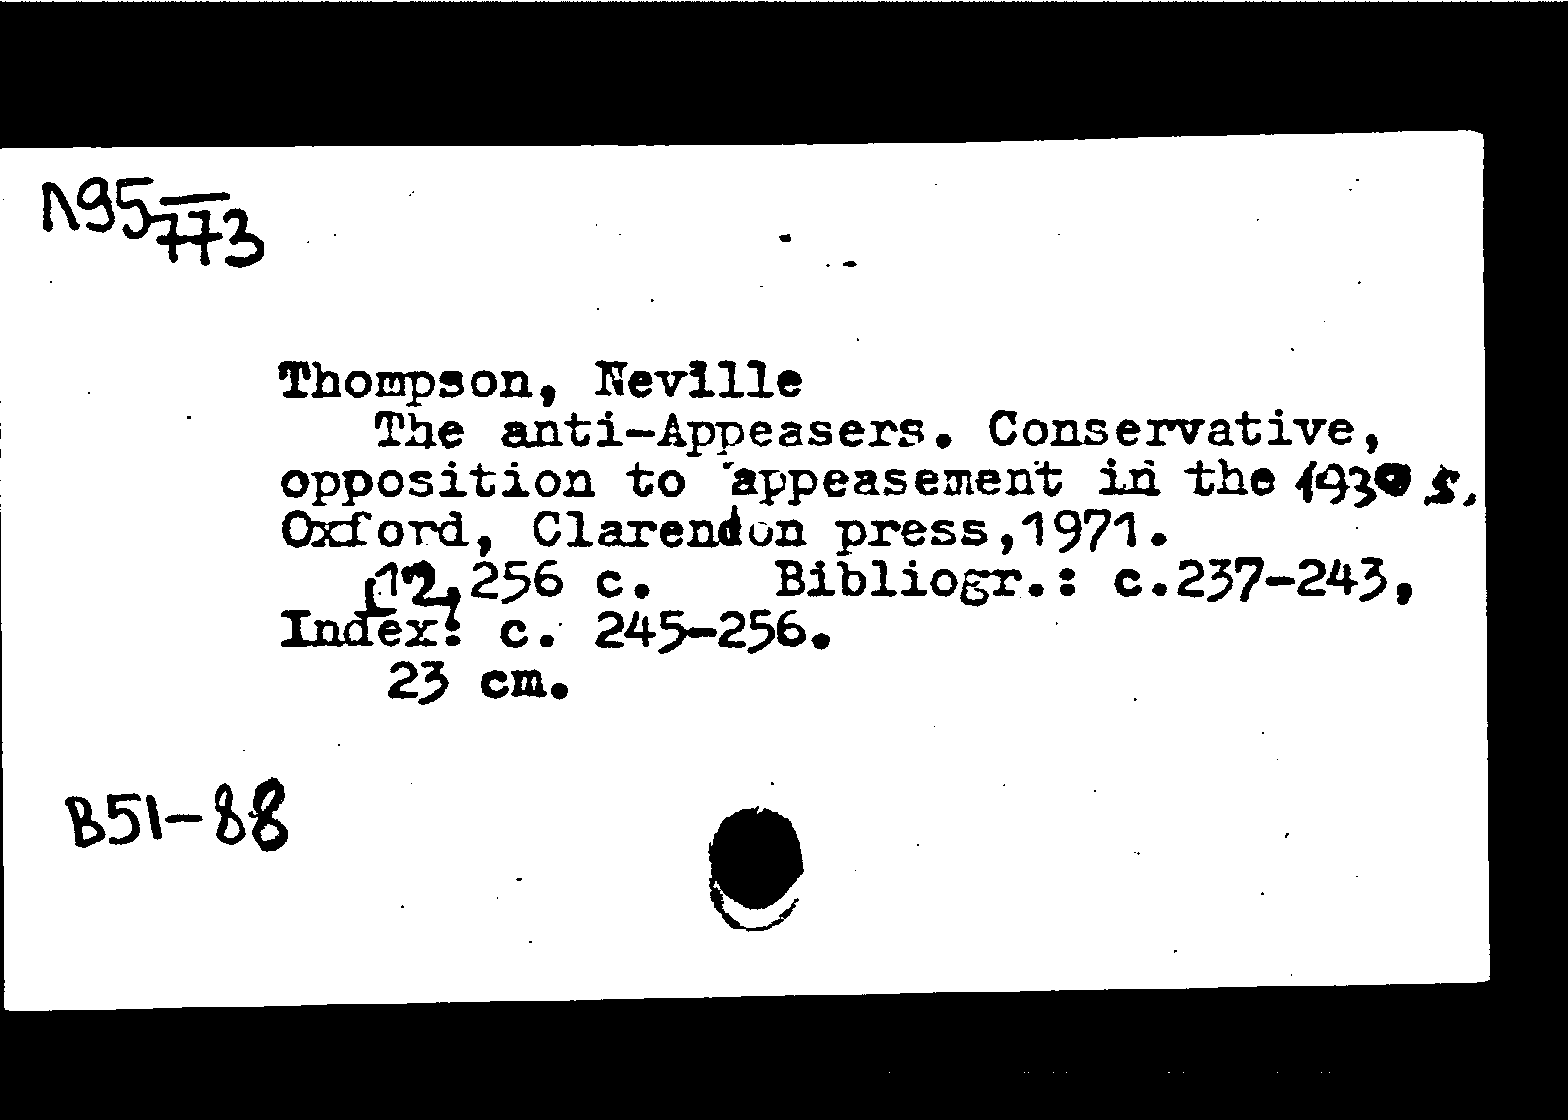 Л95/773
Thompson, Neville
The anti-Appeasers. Conservative,
opposition to appeasement in the 1930s.
Oxford, Clarendon press,1971.
[12],256 c. Bibliogr.: c.237-243,
Index: c. 245-256.
23 cm.
B51-88